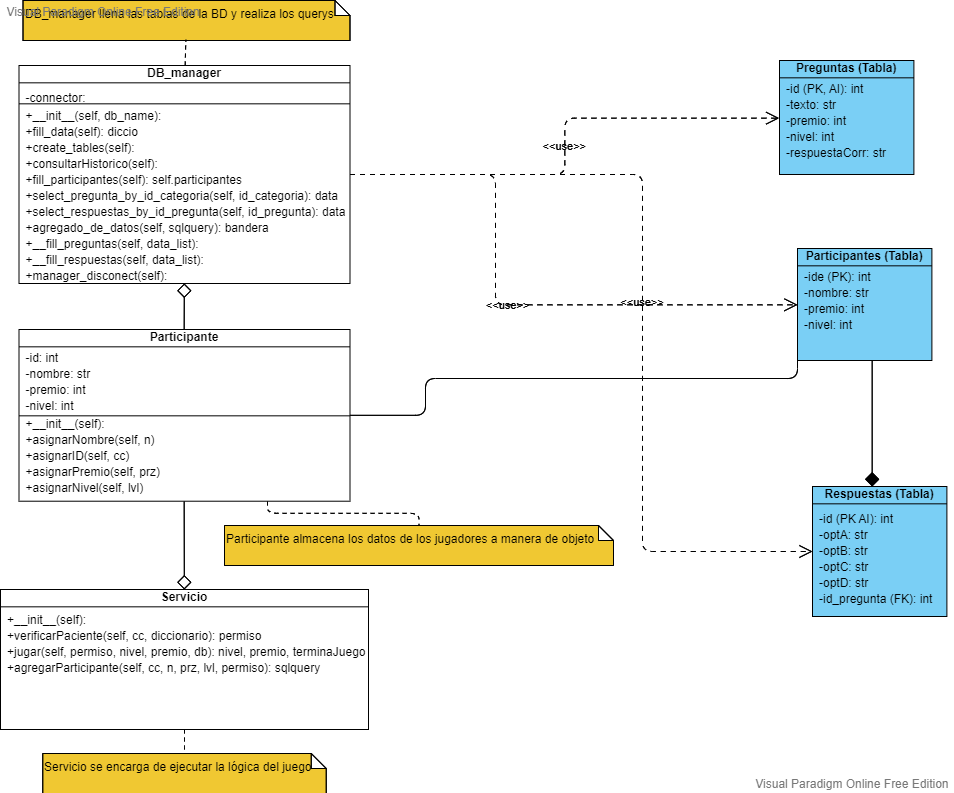 Visual Paradigm Online Free Edition
DB_manager llena las tablas de la BD y realiza los querys
DB_manager
-connector:
+__init__(self, db_name):
+fill_data(self): diccio
+create_tables(self):
+consultarHistorico(self):
+fill_participantes(self): self.participantes
+select_pregunta_by_id_categoria(self, id_categoria): data
+select_respuestas_by_id_pregunta(self, id_pregunta): data
+agregado_de_datos(self, sqlquery): bandera
+__fill_preguntas(self, data_list):
+__fill_respuestas(self, data_list):
+manager_disconect(self):
<<use>>
<<use>>
<<use>>
Preguntas (Tabla)
-id (PK, AI): int
-texto: str
-premio: int
-nivel: int
-respuestaCorr: str
Participantes (Tabla)
-ide (PK): int
-nombre: str
-premio: int
-nivel: int
Participante
-id: int
-nombre: str
-premio: int
-nivel: int
+__init__(self):
+asignarNombre(self, n)
+asignarID(self, cc)
+asignarPremio(self, prz)
+asignarNivel(self, lvl)
Participante almacena los datos de los jugadores a manera de objeto
Respuestas (Tabla)
-id (PK AI): int
-optA: str
-optB: str
-optC: str
-optD: str
-id_pregunta (FK): int
Servicio
+__init__(self):
+verificarPaciente(self, cc, diccionario): permiso
+jugar(self, permiso, nivel, premio, db): nivel, premio, terminaJuego
+agregarParticipante(self, cc, n, prz, lvl, permiso): sqlquery
Servicio se encarga de ejecutar la lógica del juego
Visual Paradigm Online Free Edition